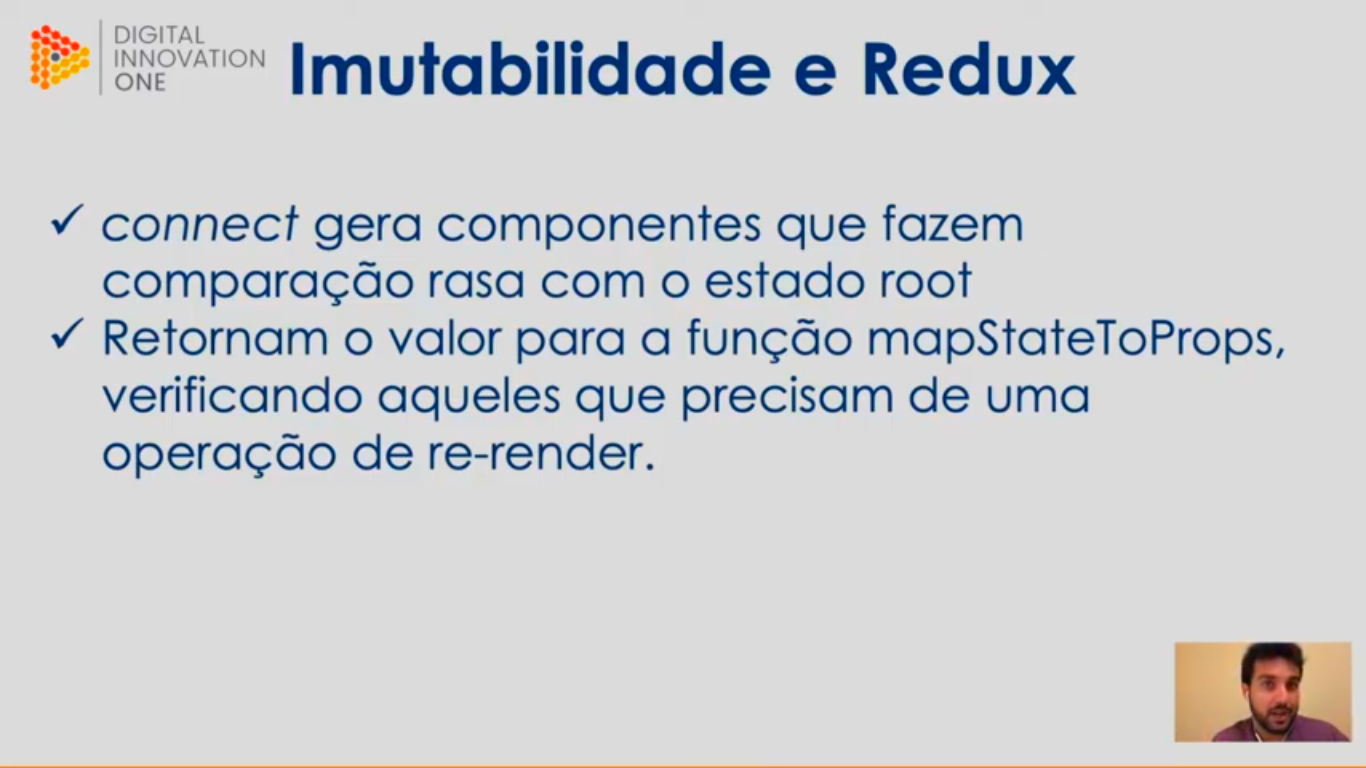 DIGITAL
INNOVATION
ONE
Imutabilidade e Redux
✓ connect gera componentes que fazem
comparação rasa com o estado root
✓ Retornam o valor para a função mapStateToProps,
verificando aqueles que precisam de uma
operação de re-render.